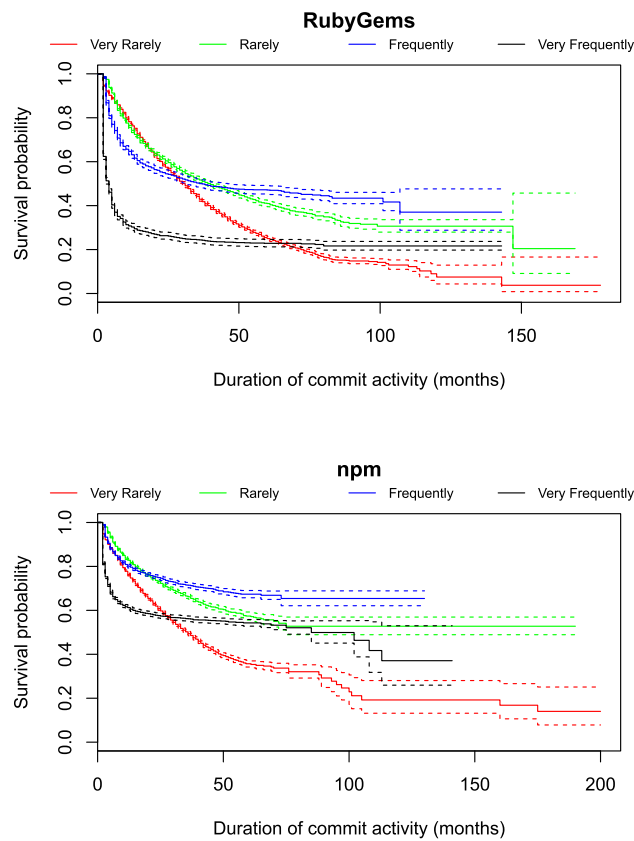 RubyGems
Very Rarely Rarely Frequently Very Frequently
Survival probability
1.0
0.8
0.6
0.4
0.2
0.0
0 50 100 150
Duration of commit activity (months)
npm
Very Rarely Rarely Frequently Very Frequently
Survival probability
1.0
0.8
0.6
0.4
0.2
0.0
0 50 100 150 200
Duration of commit activity (months)